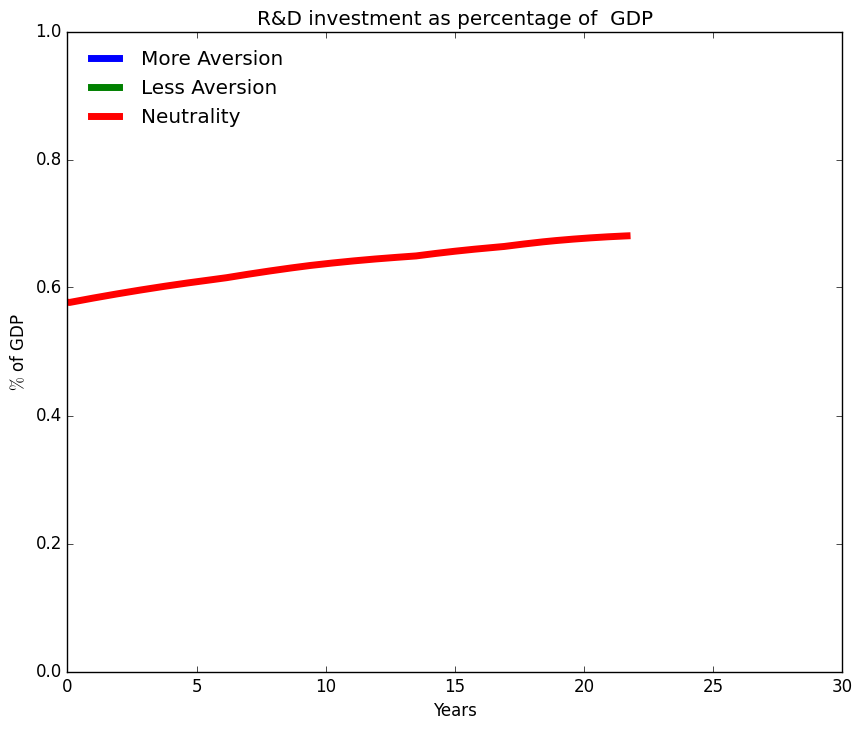 R&D investment as percentage of  GDP
More Aversion
Less Aversion
Neutrality
% of GDP
1.0
0.8
0.6
0.4
0.2
0.0
0 5 10 15 20 25 30
Years